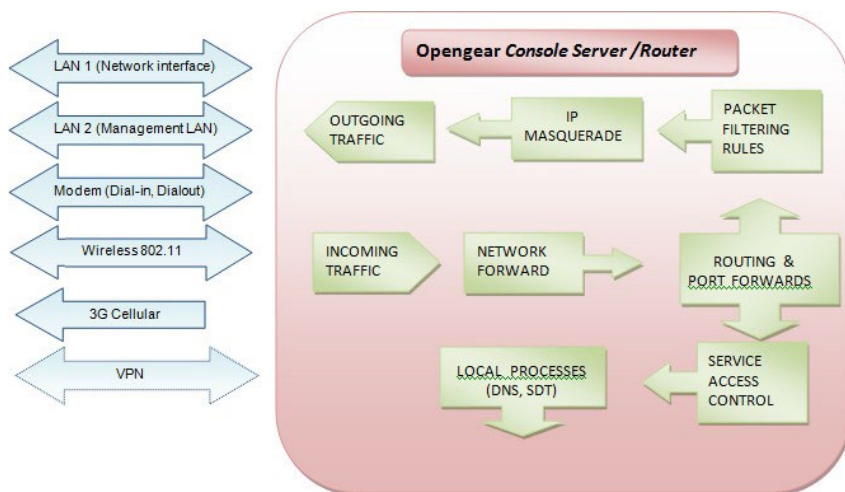 LAN 1 (Network interface)
LAN 2 (Management LAN)
Modem (Dial-in, Dialout)
Wireless 802.11
3G Cellular
VPN
Opengear Console Server /Router
OUTGOING
TRAFFIC
IP
MASQUERADE
PACKET
FILTERING
RULES
INCOMING
TRAFFIC
NETWORK
FORWARD
ROUTING &
PORT FORWARDS
LOCAL PROCESSES
(DNS, SDT)
SERVICE
ACCESS
CONTROL